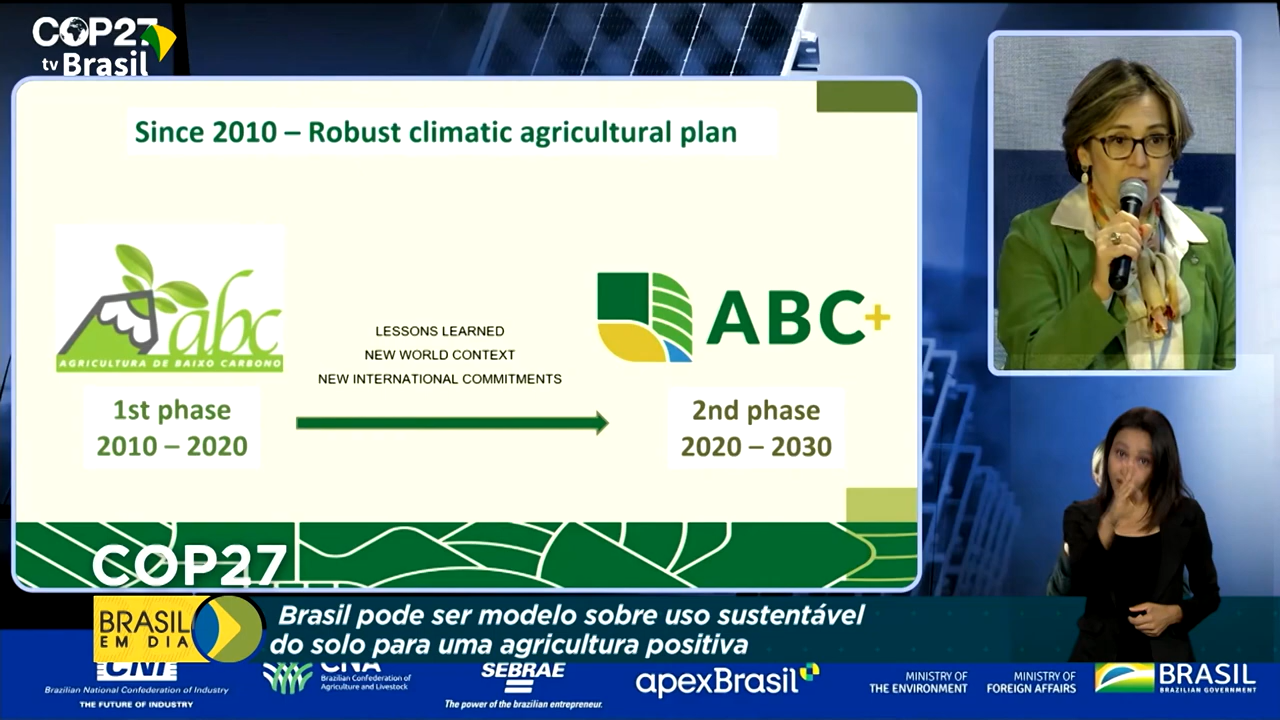 COP27
tv Brasil
Since 2010 – Robust climatic agricultural plan
abc
AGRICULTURA DE BAIXO CARBONO
1st phase
2010 – 2020
LESSONS LEARNED
NEW WORLD CONTEXT
NEW INTERNATIONAL COMMITMENTS
ABC+
2nd phase
2020 – 2030
COP27
BRASIL
EM DIA
Brasil pode ser modelo sobre uso sustentável
do solo para uma agricultura positiva
CNI
Brazilian National Confederation of Industry
THE FUTURE OF INDUSTRY
CNA
Brazilian Confederation of
Agriculture and Livestock
SEBRAE
The power of the brazilian entrepreneur.
apexBrasil
MINISTRY OF
THE ENVIRONMENT
MINISTRY OF
FOREIGN AFFAIRS
BRASIL
BRAZILIAN GOVERNMENT